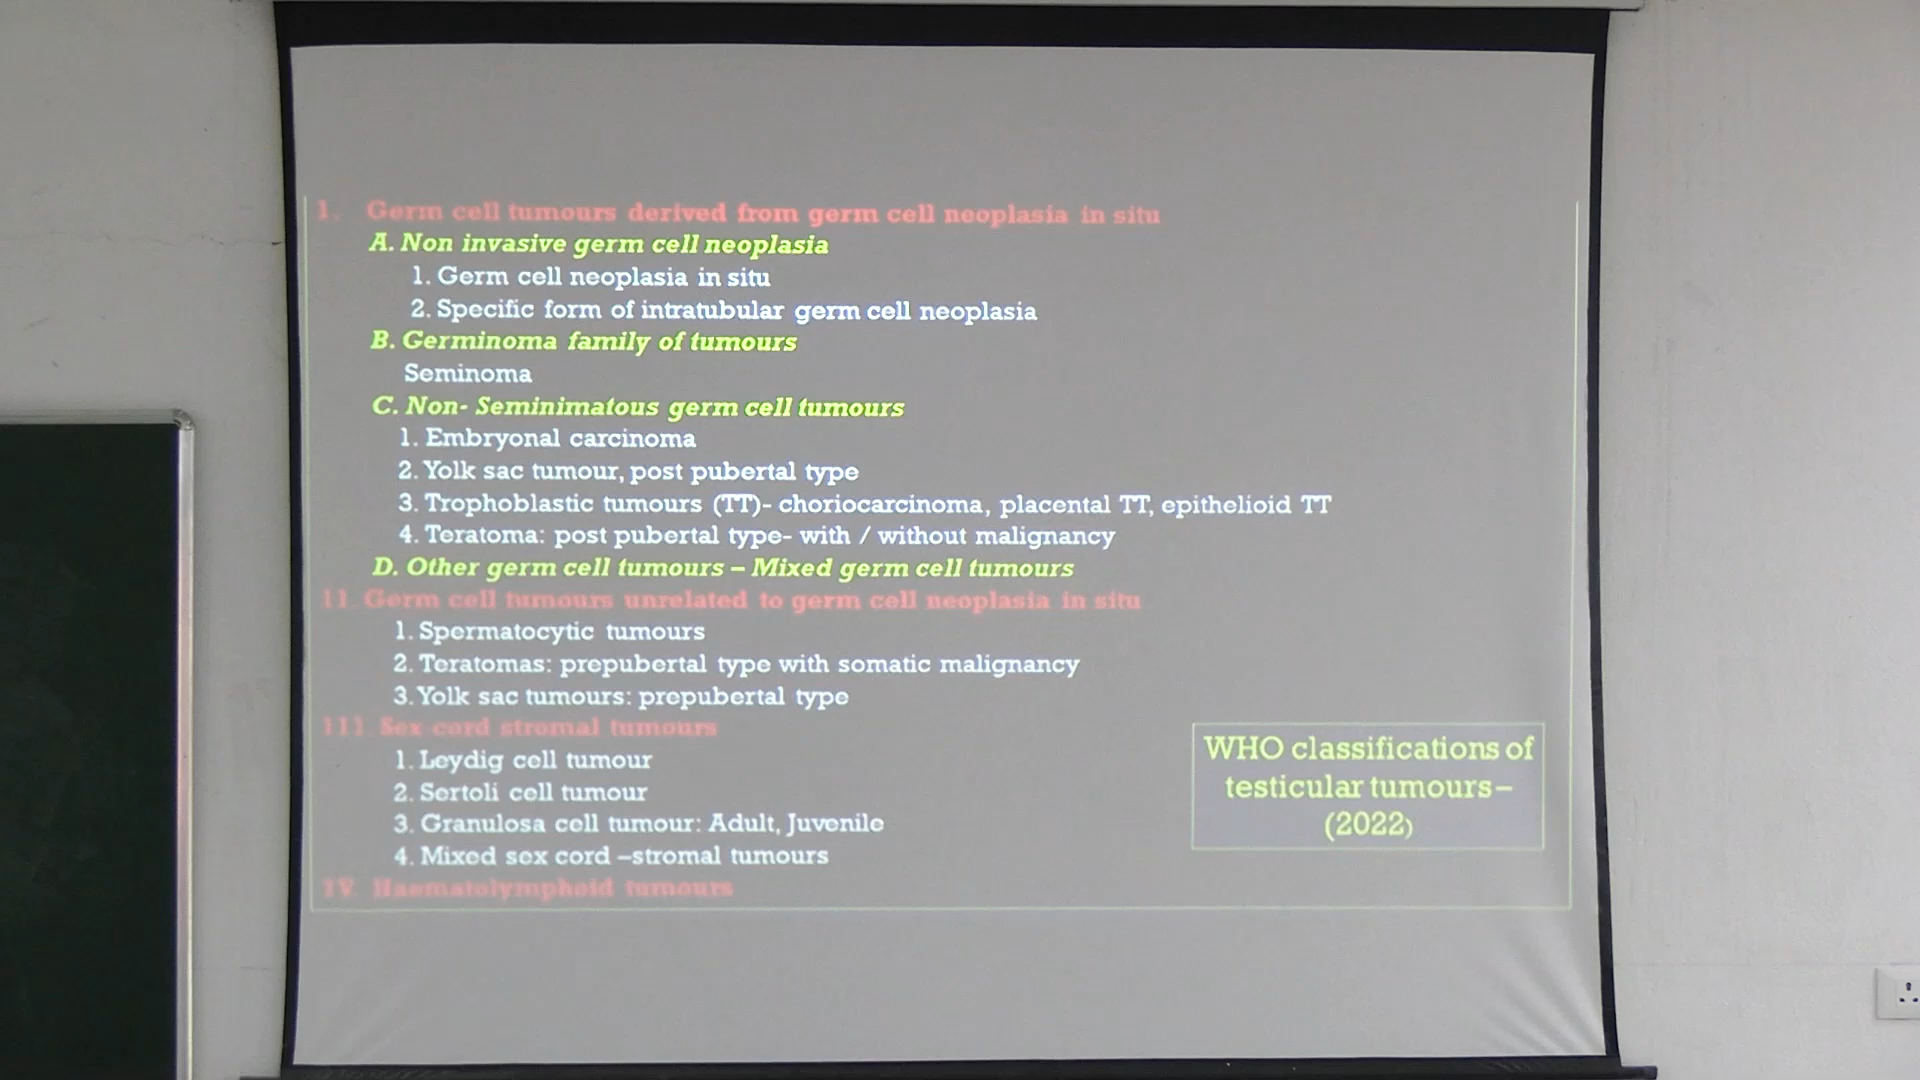 1. Germ cell tumours derived from germ cell neoplasia in situ
A. Non invasive germ cell neoplasia
1. Germ cell neoplasia in situ
2. Specific form of intratubular germ cell neoplasia
B. Germinoma family of tumours
Seminoma
C. Non- Seminimatous germ cell tumours
1. Embryonal carcinoma
2. Yolk sac tumour, post pubertal type
3. Trophoblastic tumours (TT)- choriocarcinoma, placental TT, epithelioid TT
4. Teratoma: post pubertal type- with / without malignancy
D. Other germ cell tumours – Mixed germ cell tumours
11. Germ cell tumours unrelated to germ cell neoplasia in situ
1. Spermatocytic tumours
2. Teratomas: prepubertal type with somatic malignancy
3. Yolk sac tumours: prepubertal type
111. Sex cord stromal tumours
1. Leydig cell tumour
2. Sertoli cell tumour
3. Granulosa cell tumour: Adult, Juvenile
4. Mixed sex cord –stromal tumours
1V. Haematolymphoid tumours
WHO classifications of
testicular tumours–
(2022)